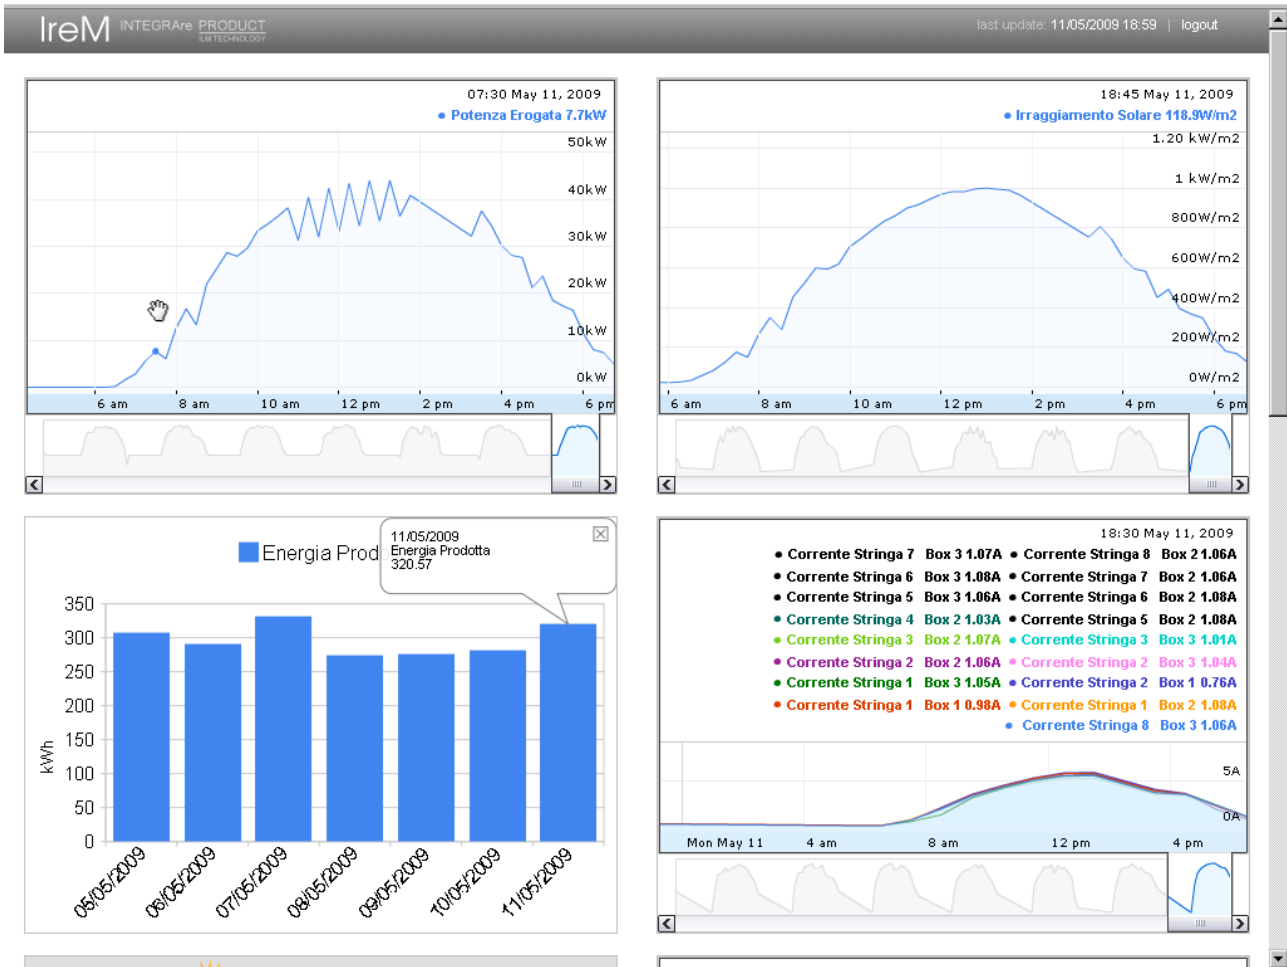 IreM INTEGRAre PRODUCT
ILM TECHNOLOGY
last update: 11/05/2009 18:59 | logout
07:30 May 11, 2009
Potenza Erogata 7.7kW
50kW
40kW
30kW
20kW
10kW
0kW
6 am 8 am 10 am 12 pm 2 pm 4 pm 6 pm
18:45 May 11, 2009
Irraggiamento Solare 118.9W/m2
1.20 kW/m2
1 kW/m2
800W/m2
600W/m2
400W/m2
200W/m2
0W/m2
6 am 8 am 10 am 12 pm 2 pm 4 pm 6 pm
Energia Prod
11/05/2009
Energia Prodotta
320.57
350
300
250
200
150
100
50
0
kWh
05/05/2009 06/05/2009 07/05/2009 08/05/2009 09/05/2009 10/05/2009 11/05/2009
18:30 May 11, 2009
Corrente Stringa 7 Box 3 1.07A Corrente Stringa 8 Box 2 1.06A
Corrente Stringa 6 Box 3 1.08A Corrente Stringa 7 Box 2 1.06A
Corrente Stringa 5 Box 3 1.06A Corrente Stringa 6 Box 2 1.08A
Corrente Stringa 4 Box 2 1.03A Corrente Stringa 5 Box 2 1.08A
Corrente Stringa 3 Box 2 1.07A Corrente Stringa 3 Box 3 1.01A
Corrente Stringa 2 Box 2 1.06A Corrente Stringa 2 Box 3 1.04A
Corrente Stringa 1 Box 3 1.05A Corrente Stringa 2 Box 1 0.76A
Corrente Stringa 1 Box 1 0.98A Corrente Stringa 1 Box 2 1.08A
Corrente Stringa 8 Box 3 1.06A
5A
0A
Mon May 11 4 am 8 am 12 pm 4 pm